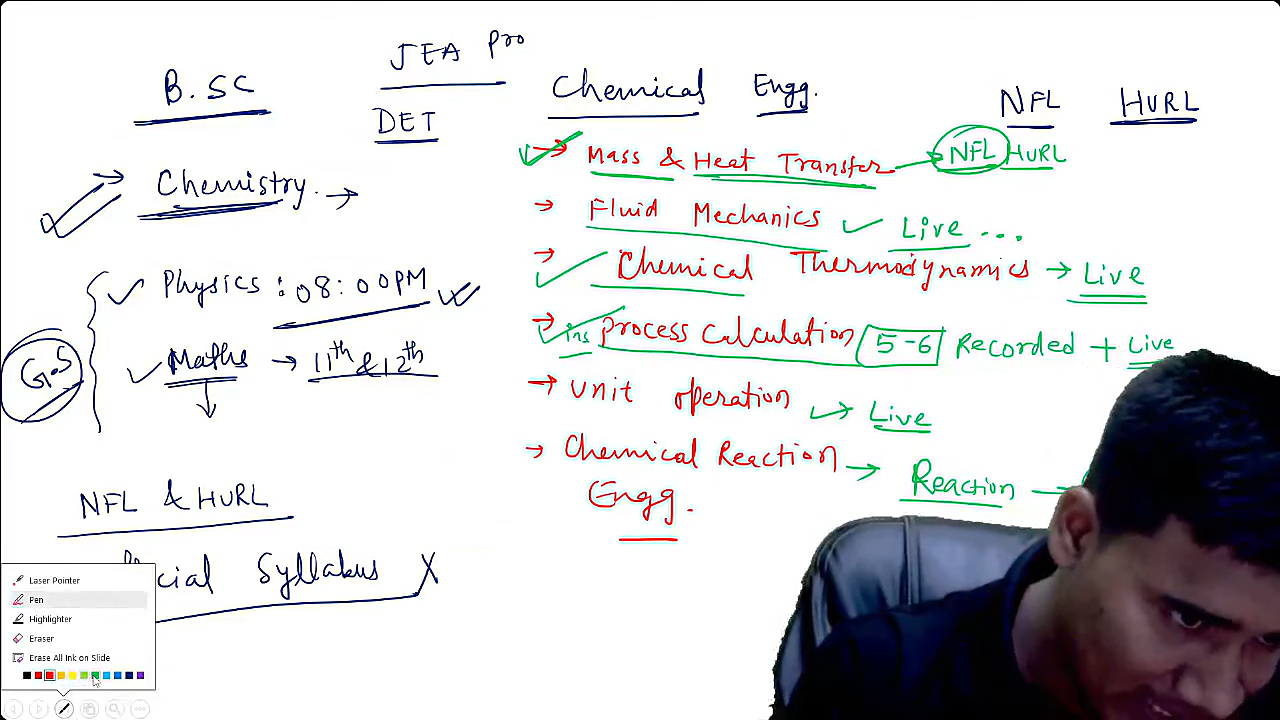 B.SC
JEA Pro
DET
Chemistry. →
Physics : 08:00PM
Maths → 11th & 12th
G.S
NFL & HURL
Syllabus X
Chemical Engg.
NFL HURL
→ Mass & Heat Transfer → NFL HURL
→ Fluid Mechanics ✓ Live ...
→ Chemical Thermodynamics → Live
→ ins process Calculation 5-6 Recorded + Live
→ Unit operation → Live
→ Chemical Reaction → Reaction
Engg.
Laser Pointer
Pen
Highlighter
Eraser
Erase All Ink on Slide